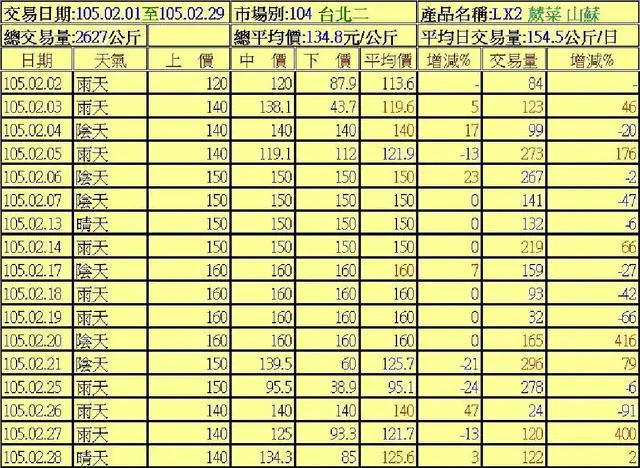 交易日期:105.02.01至105.02.29 市場別:104 台北二 產品名稱:LX2 蕨菜 山蘇
總交易量:2627公斤 總平均價:134.8元/公斤 平均日交易量:154.5公斤/日
日期 天氣 上 價 中 價 下 價 平均價 增減% 交易量 增減%
105.02.02 雨天 120 120 87.9 113.6 - 84 -
105.02.03 雨天 140 138.1 43.7 119.6 5 123 46
105.02.04 陰天 140 140 140 140 17 99 -20
105.02.05 雨天 140 119.1 112 121.9 -13 273 176
105.02.06 陰天 150 150 150 150 23 267 -2
105.02.07 陰天 150 150 150 150 0 141 -47
105.02.13 晴天 150 150 150 150 0 132 -6
105.02.14 雨天 150 150 150 150 0 219 66
105.02.17 陰天 160 160 160 160 7 159 -27
105.02.18 雨天 160 160 160 160 0 93 -42
105.02.19 雨天 160 160 160 160 0 32 -66
105.02.20 陰天 160 160 160 160 0 165 416
105.02.21 陰天 150 139.5 60 125.7 -21 296 79
105.02.25 雨天 150 95.5 38.9 95.1 -24 278 -6
105.02.26 雨天 140 140 140 140 47 24 -91
105.02.27 雨天 140 125 93.3 121.7 -13 120 400
105.02.28 晴天 140 134.3 85 125.6 3 122 2